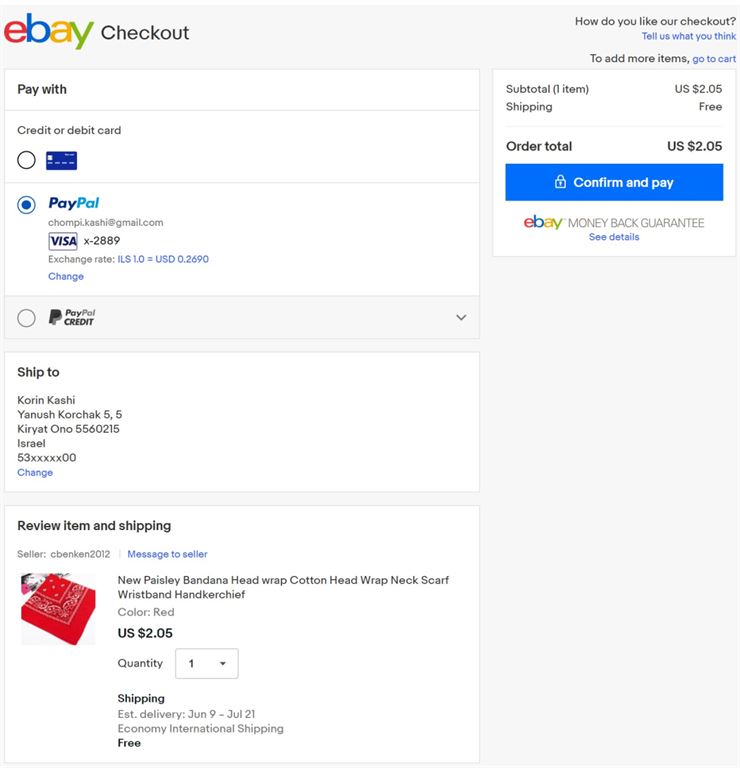 ebay Checkout
How do you like our checkout?
Tell us what you think
To add more items, go to cart
Pay with
Credit or debit card
PayPal
chompi.kashi@gmail.com
VISA x-2889
Exchange rate: ILS 1.0 = USD 0.2690
Change
PayPal
CREDIT
Ship to
Korin Kashi
Yanush Korchak 5, 5
Kiryat Ono 5560215
Israel
53xxxxx00
Change
Review item and shipping
Seller: cbenken2012 | Message to seller
New Paisley Bandana Head wrap Cotton Head Wrap Neck Scarf
Wristband Handkerchief
Color: Red
US $2.05
Quantity 1
Shipping
Est. delivery: Jun 9 – Jul 21
Economy International Shipping
Free
Subtotal (1 item) US $2.05
Shipping Free
Order total US $2.05
Confirm and pay
ebay MONEY BACK GUARANTEE
See details